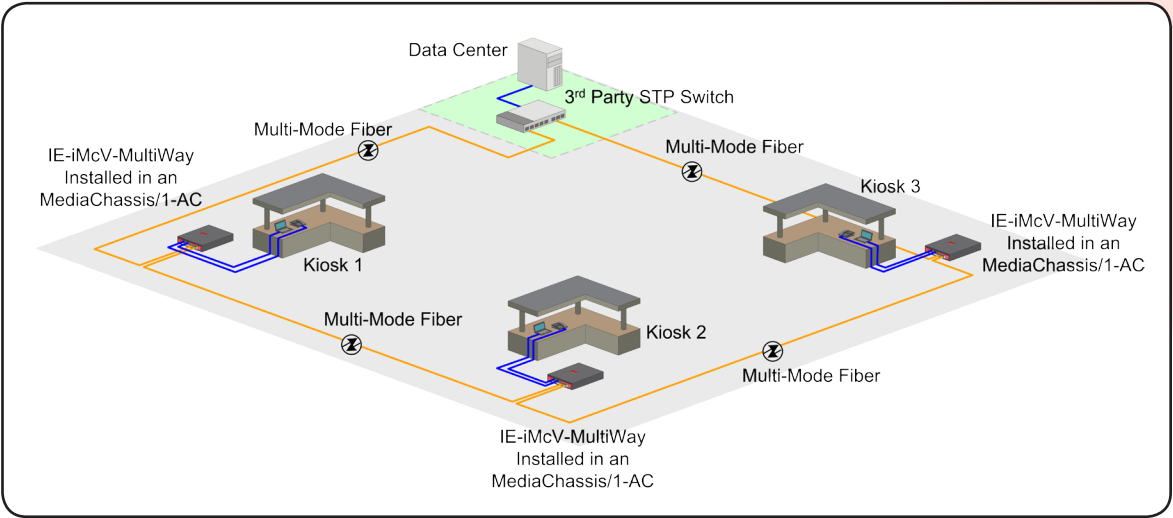 Data Center
3rd Party STP Switch
Multi-Mode Fiber
Multi-Mode Fiber
IE-iMcV-MultiWay
Installed in an
MediaChassis/1-AC
Kiosk 3
IE-iMcV-MultiWay
Installed in an
MediaChassis/1-AC
Kiosk 1
Multi-Mode Fiber
Kiosk 2
Multi-Mode Fiber
IE-iMcV-MultiWay
Installed in an
MediaChassis/1-AC